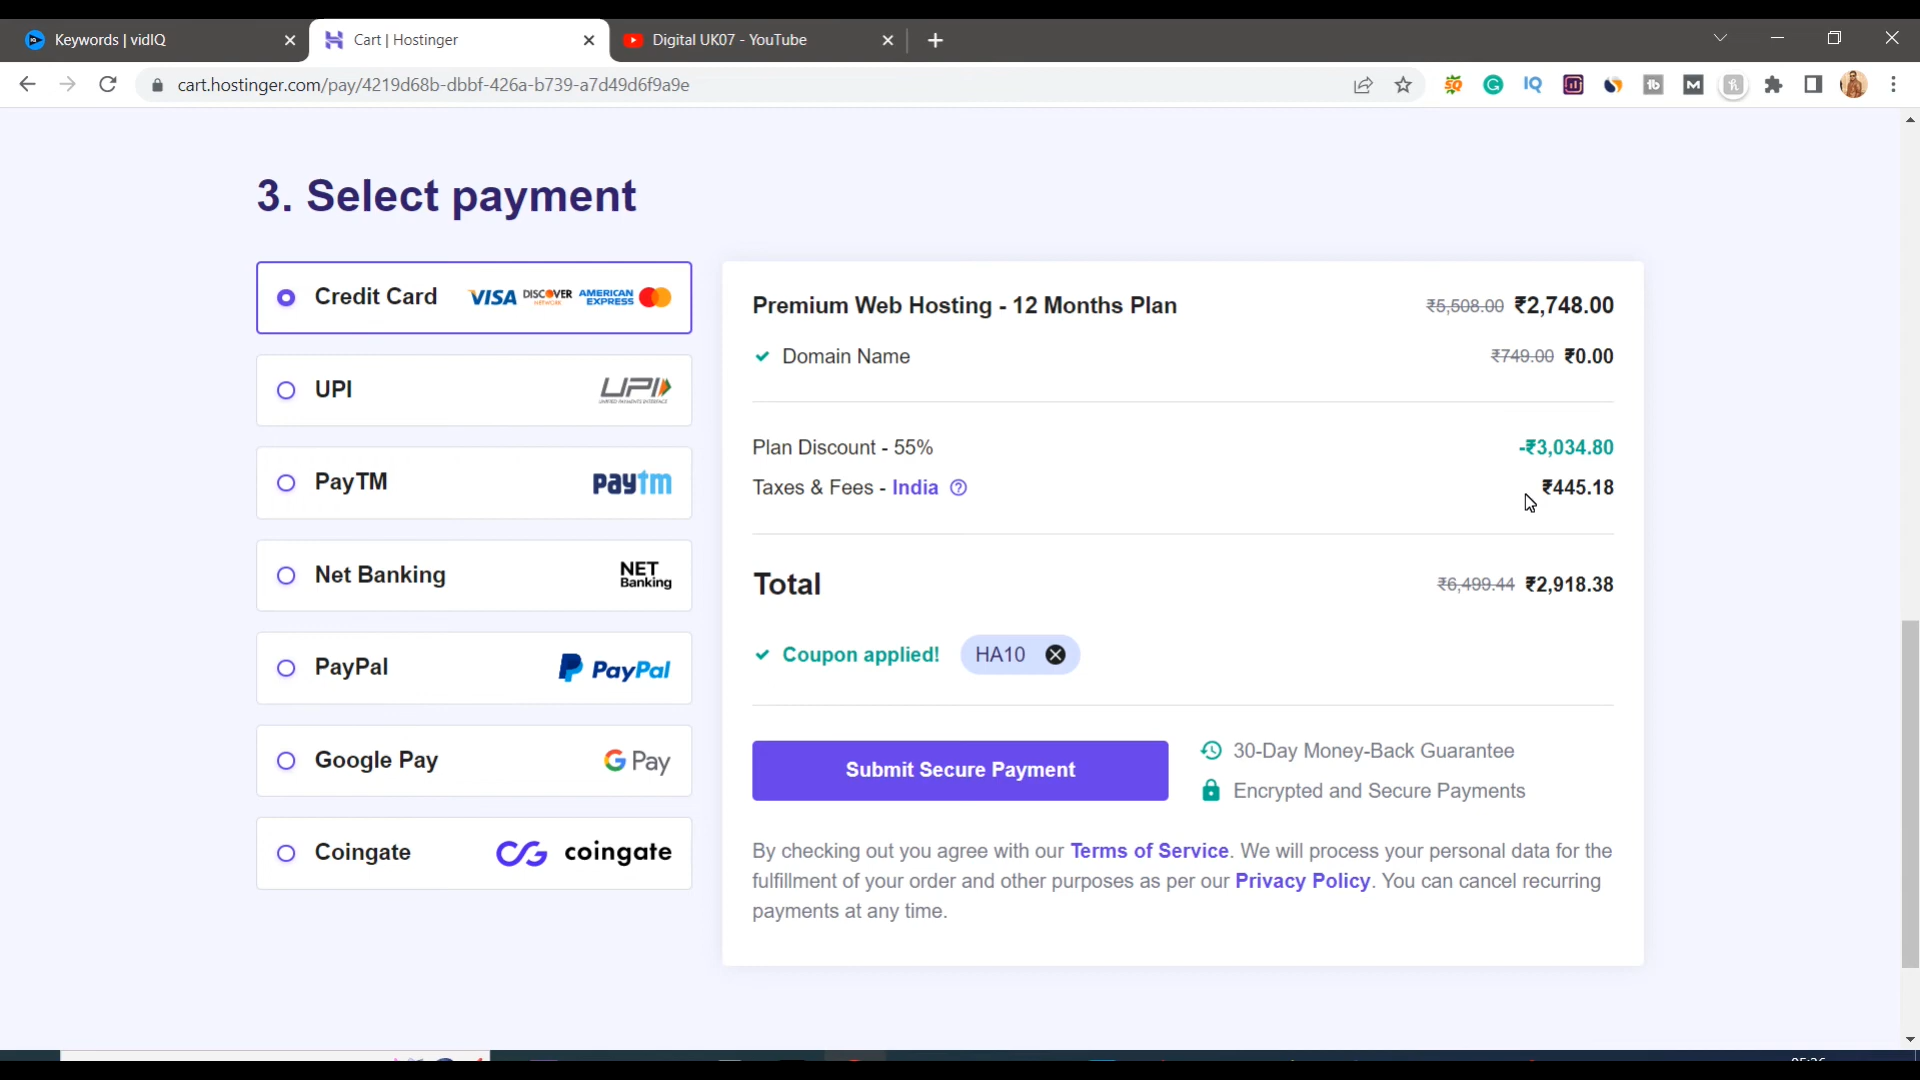 Keywords | vidIQ
Cart | Hostinger
Digital UK07 - YouTube
cart.hostinger.com/pay/4219d68b-dbbf-426a-b739-a7d49d6f9a9e
3. Select payment
Credit Card VISA DISCOVER NETWORK AMERICAN EXPRESS
UPI UPI UNIFIED PAYMENTS INTERFACE
PayTM paytm
Net Banking NET Banking
PayPal PayPal
Google Pay G Pay
Coingate coingate
Premium Web Hosting - 12 Months Plan ₹5,508.00 ₹2,748.00
Domain Name ₹749.00 ₹0.00
Plan Discount - 55% -₹3,034.80
Taxes & Fees - India ₹445.18
Total ₹6,499.44 ₹2,918.38
Coupon applied! HA10
Submit Secure Payment
30-Day Money-Back Guarantee
Encrypted and Secure Payments
By checking out you agree with our Terms of Service. We will process your personal data for the
fulfillment of your order and other purposes as per our Privacy Policy. You can cancel recurring
payments at any time.